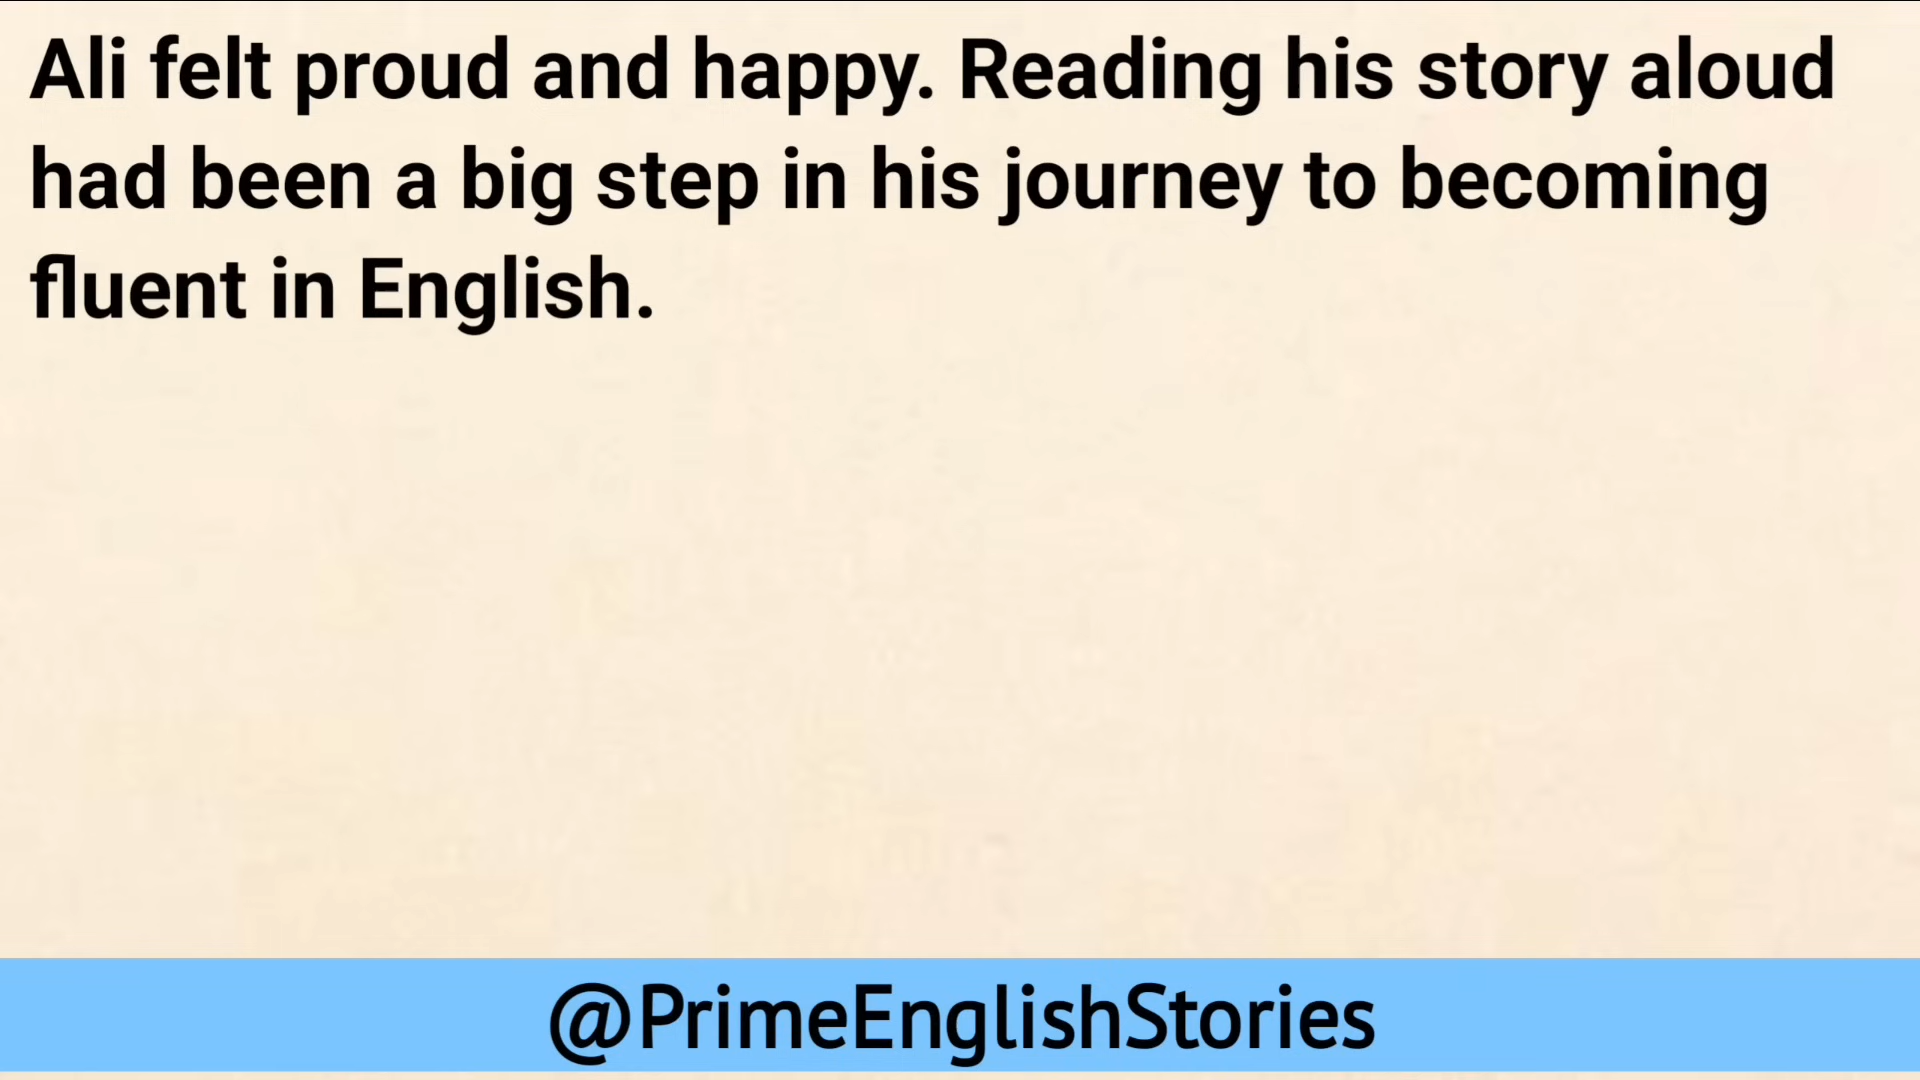 Ali felt proud and happy. Reading his story aloud
had been a big step in his journey to becoming
fluent in English.
@PrimeEnglishStories